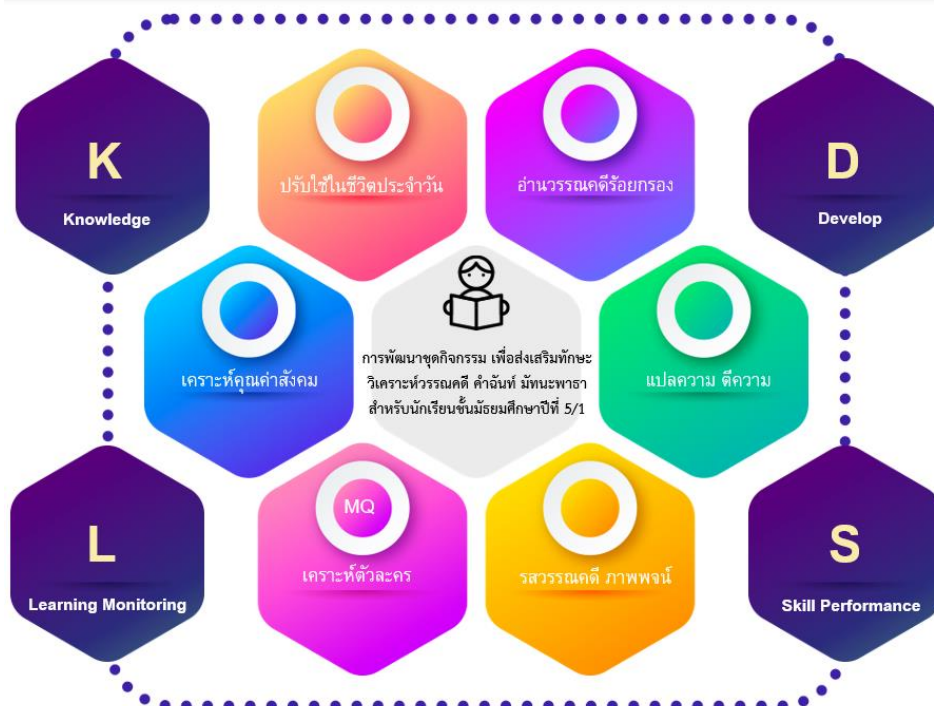 K
Knowledge
ปรับใช้ในชีวิตประจำวัน
อ่านวรรณคดีร้อยกรอง
D
Develop
เคราะห์คุณค่าสังคม
การพัฒนาชุดกิจกรรม เพื่อส่งเสริมทักษะ
วิเคราะห์วรรณคดี คำฉันท์ มัทนะพาธา
สำหรับนักเรียนชั้นมัธยมศึกษาปีที่ 5/1
แปลความ ตีความ
L
Learning Monitoring
MQ
เคราะห์ตัวละคร
รสวรรณคดี ภาพพจน์
S
Skill Performance